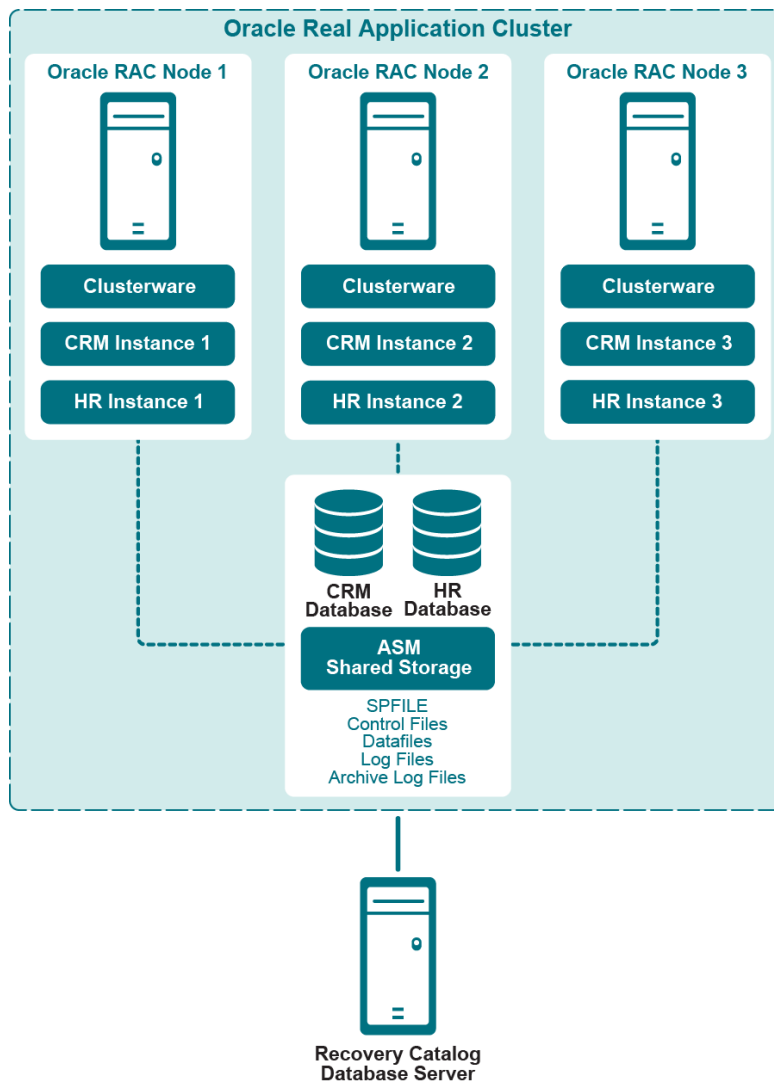 Oracle Real Application Cluster
Oracle RAC Node 1
Clusterware
CRM Instance 1
HR Instance 1
Oracle RAC Node 2
Clusterware
CRM Instance 2
HR Instance 2
Oracle RAC Node 3
Clusterware
CRM Instance 3
HR Instance 3
CRM
Database
HR
Database
ASM
Shared Storage
SPFILE
Control Files
Datafiles
Log Files
Archive Log Files
Recovery Catalog
Database Server